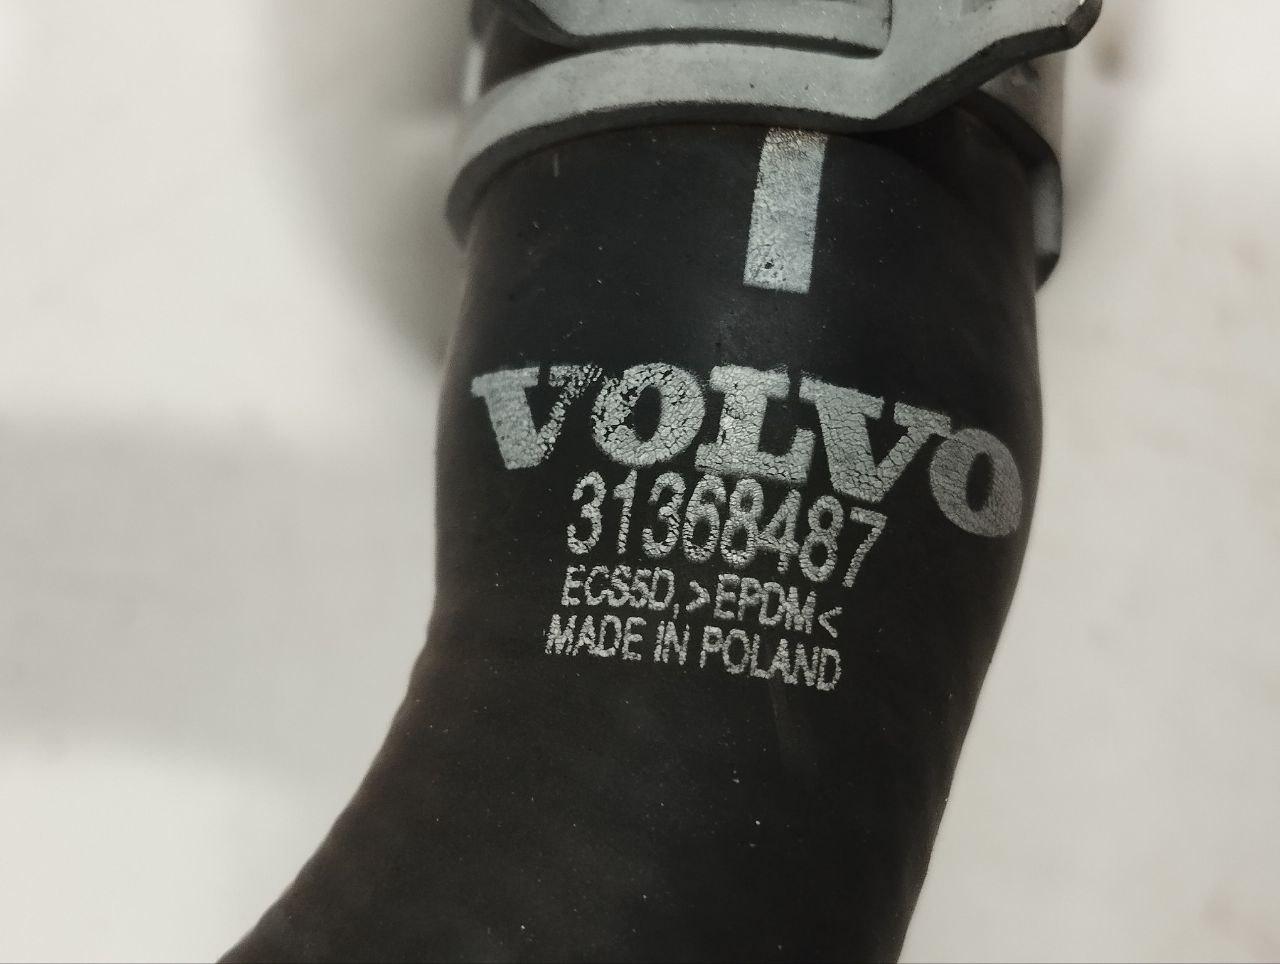 VOLVO
31368487
ECS5D,>EPDM<
MADE IN POLAND